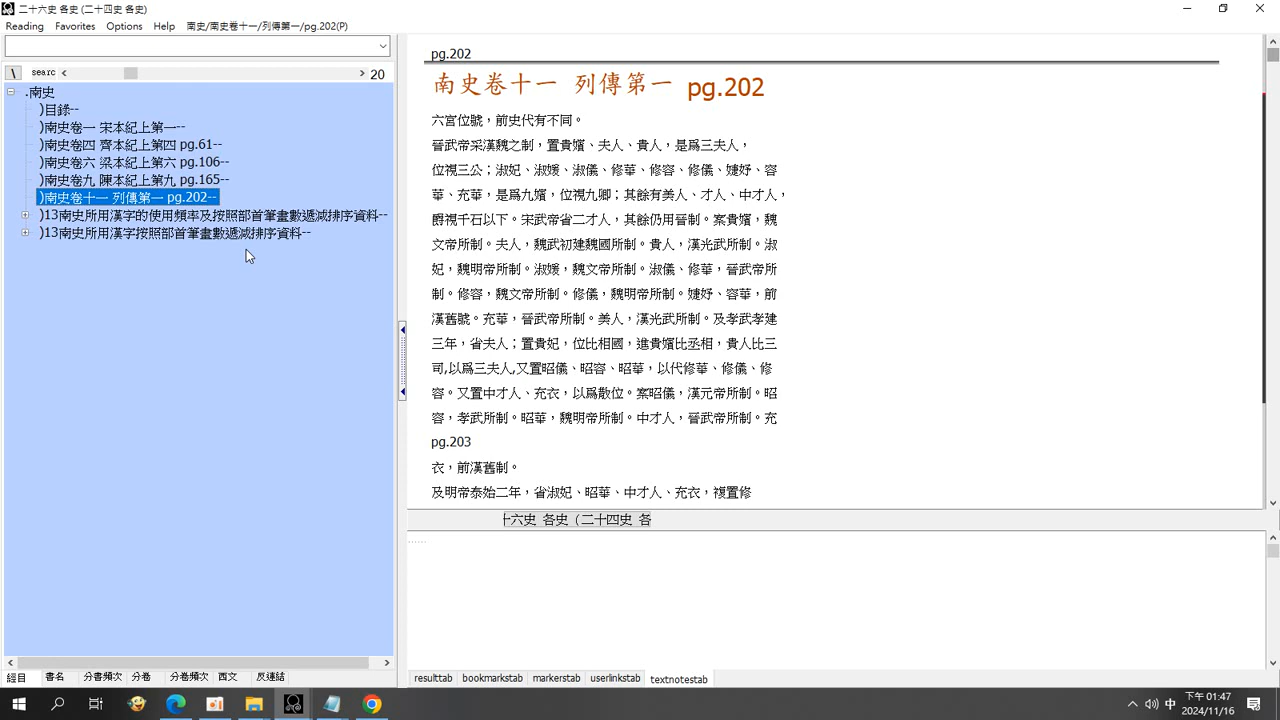 二十六史 各史 (二十四史 各史)
Reading Favorites Options Help 南史/南史卷十一/列傳第一/pg.202(P)
\ searc 20
.南史
)目錄--
)南史卷一 宋本紀上第一--
)南史卷四 齊本紀上第四 pg.61--
)南史卷六 梁本紀上第六 pg.106--
)南史卷九 陳本紀上第九 pg.165--
)南史卷十一 列傳第一 pg.202--
)13南史所用漢字的使用頻率及按照部首筆畫數遞減排序資料--
)13南史所用漢字按照部首筆畫數遞減排序資料--
經目 書名 分書頻次 分卷 分卷頻次 西文 反連結
pg.202
南史卷十一 列傳第一 pg.202
六宮位號，前史代有不同。
晉武帝采漢魏之制，置貴嬪、夫人、貴人，是爲三夫人，
位視三公；淑妃、淑媛、淑儀、修華、修容、修儀、婕妤、容
華、充華，是爲九嬪，位視九卿；其餘有美人、才人、中才人，
爵視千石以下。宋武帝省二才人，其餘仍用晉制。案貴嬪，魏
文帝所制。夫人，魏武初建魏國所制。貴人，漢光武所制。淑
妃，魏明帝所制。淑媛，魏文帝所制。淑儀、修華，晉武帝所
制。修容，魏文帝所制。修儀，魏明帝所制。婕妤、容華，前
漢舊號。充華，晉武帝所制。美人，漢光武所制。及孝武孝建
三年，省夫人；置貴妃，位比相國，進貴嬪比丞相，貴人比三
司,以爲三夫人,又置昭儀、昭容、昭華，以代修華、修儀、修
容。又置中才人、充衣，以爲散位。案昭儀，漢元帝所制。昭
容，孝武所制。昭華，魏明帝所制。中才人，晉武帝所制。充
pg.203
衣，前漢舊制。
及明帝泰始二年，省淑妃、昭華、中才人、充衣，複置修
十六史 各史 (二十四史 各
......
resulttab bookmarkstab markerstab userlinkstab textnotestab
中
下午 01:47
2024/11/16